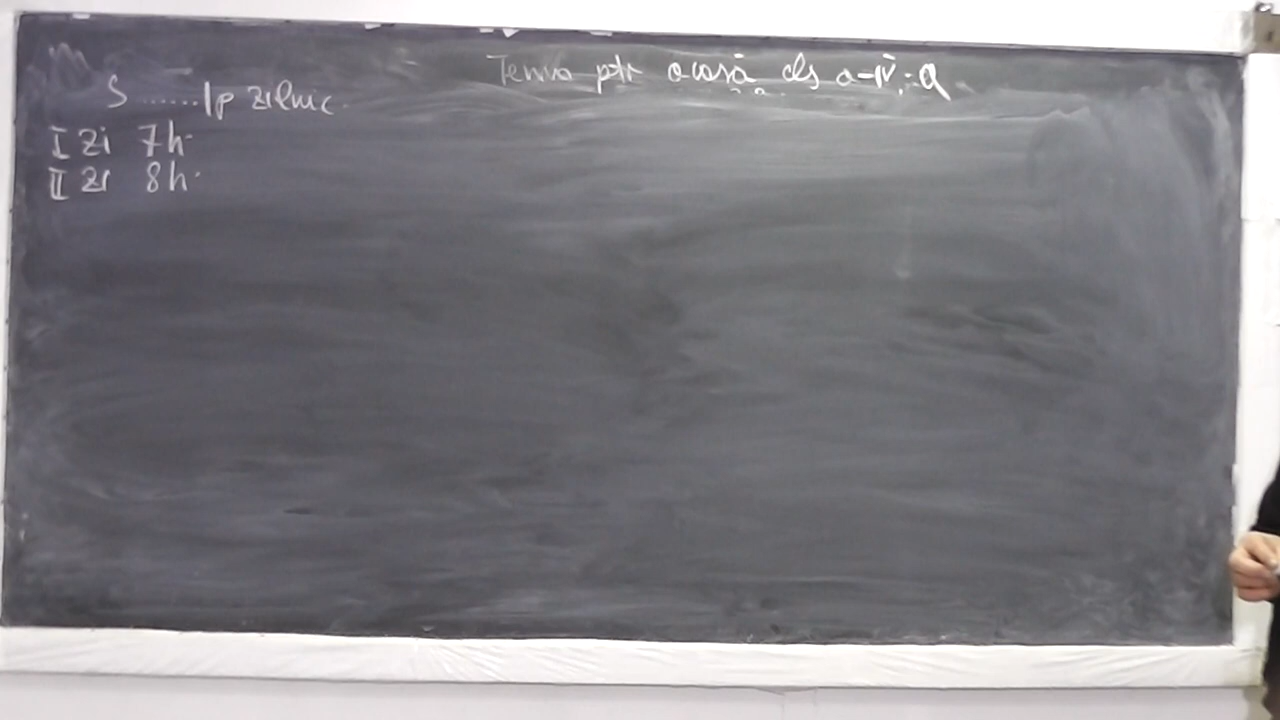 Tema ptr acasă cls a-IV-a
S ......1p zilnic.
I zi 7h.
II zi 8h.